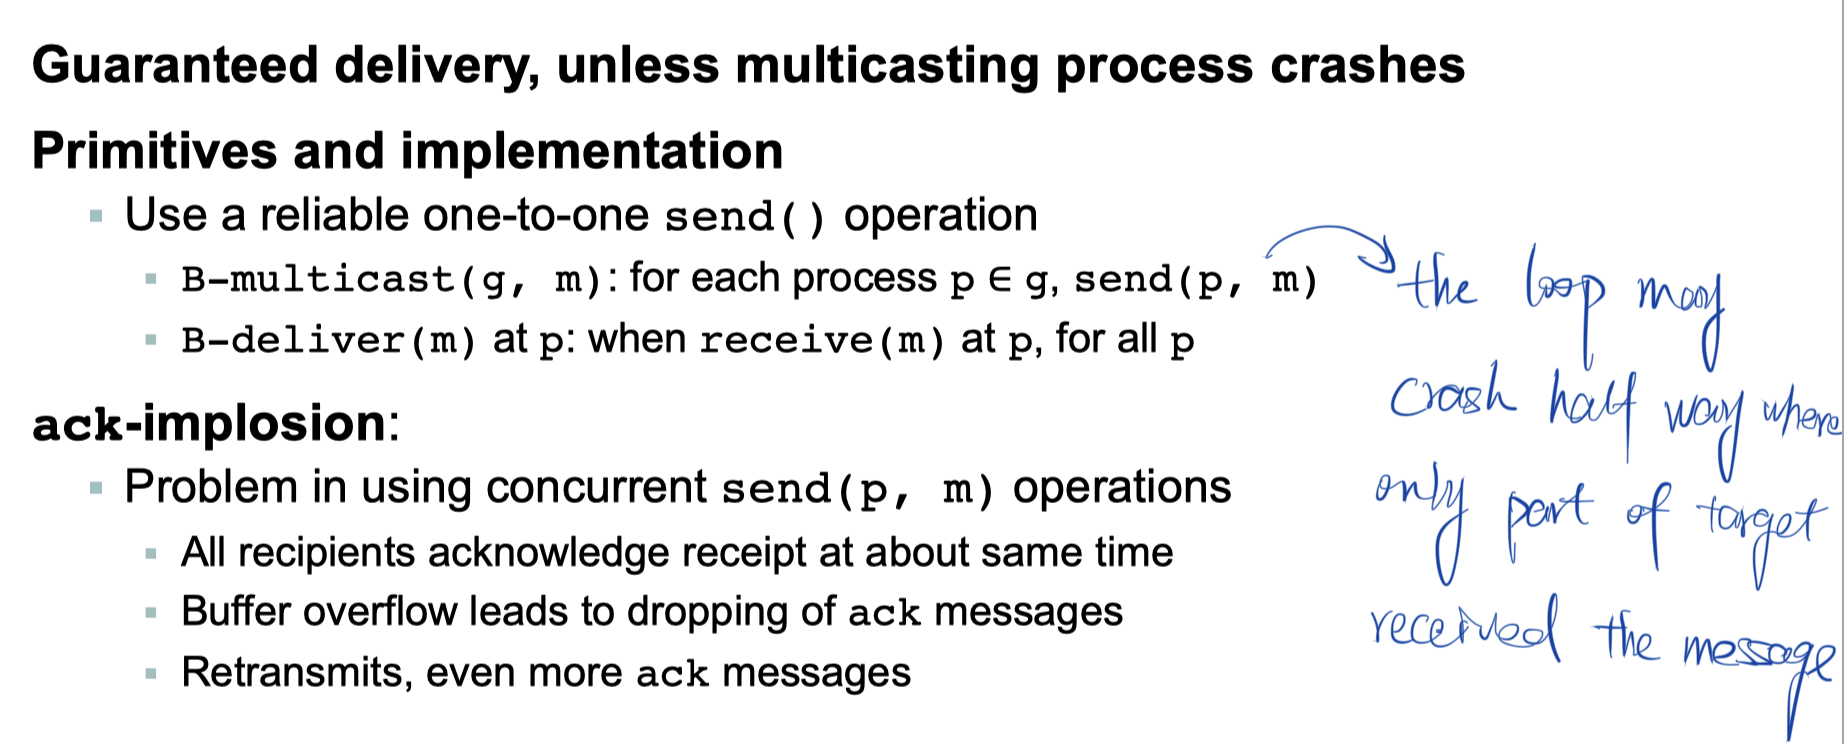 Guaranteed delivery, unless multicasting process crashes
Primitives and implementation
Use a reliable one-to-one send() operation
B-multicast(g, m): for each process p ∈ g, send(p, m)
B-deliver(m) at p: when receive(m) at p, for all p
ack-implosion:
Problem in using concurrent send(p, m) operations
All recipients acknowledge receipt at about same time
Buffer overflow leads to dropping of ack messages
Retransmits, even more ack messages
the loop may
crash half way where
only part of target
received the message